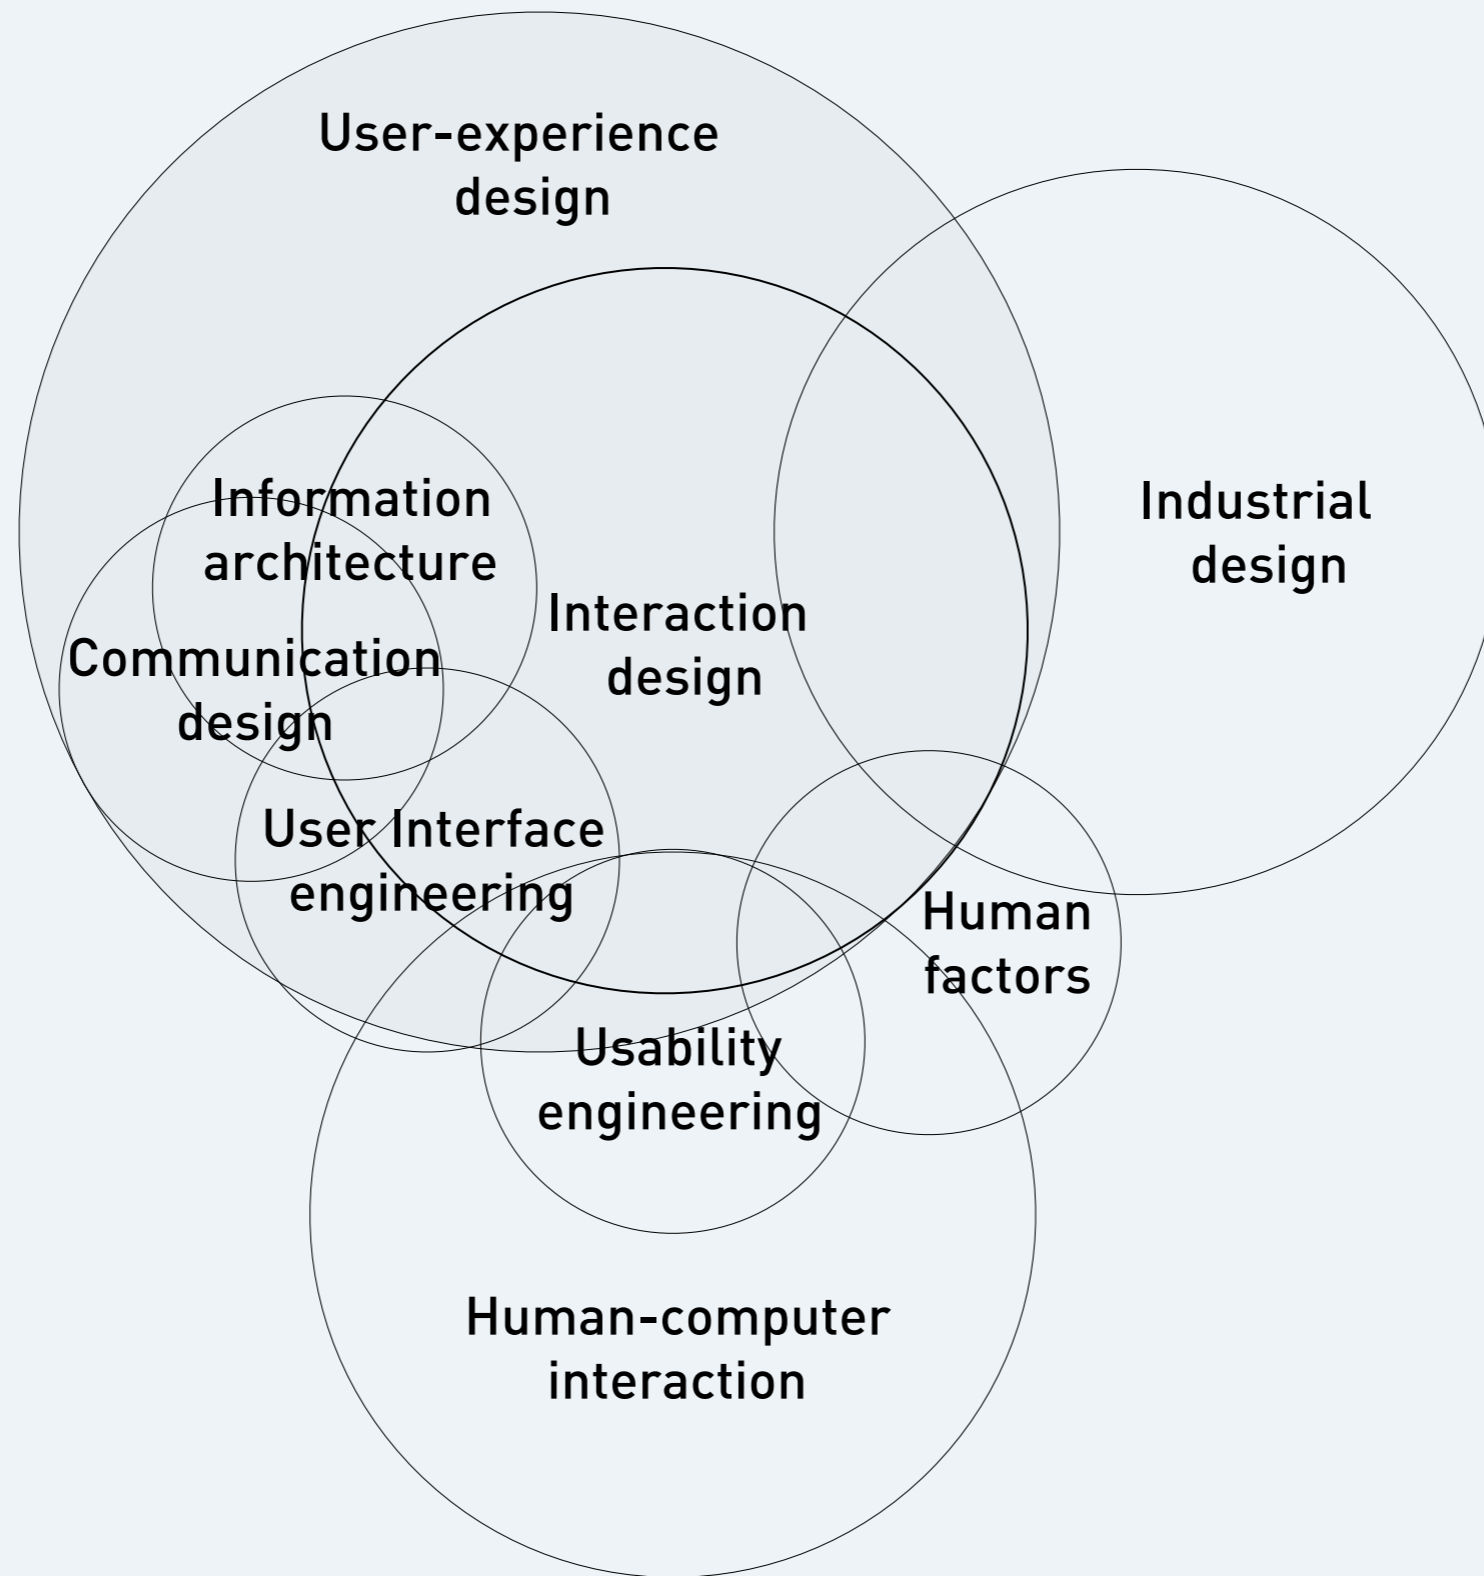 User-experience
design
Information
architecture
Industrial
design
Interaction
design
Communication
design
User Interface
engineering
Human
factors
Usability
engineering
Human-computer
interaction